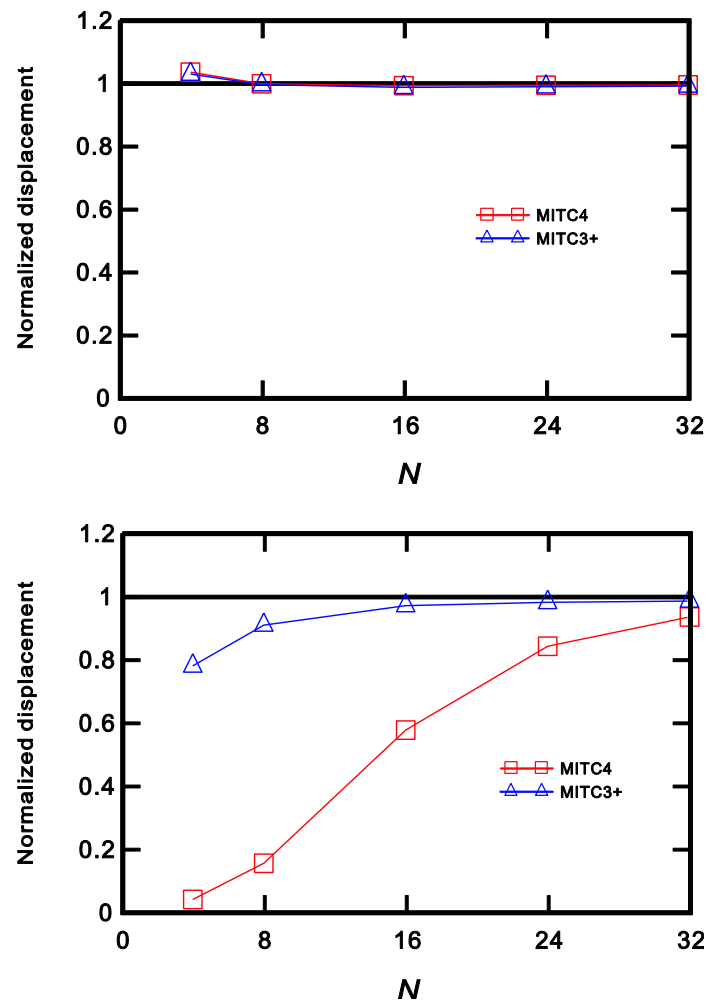 1.2
1
0.8
0.6
0.4
0.2
0
Normalized displacement
MITC4
MITC3+
0 8 16 24 32
N
1.2
1
0.8
0.6
0.4
0.2
0
Normalized displacement
MITC4
MITC3+
0 8 16 24 32
N